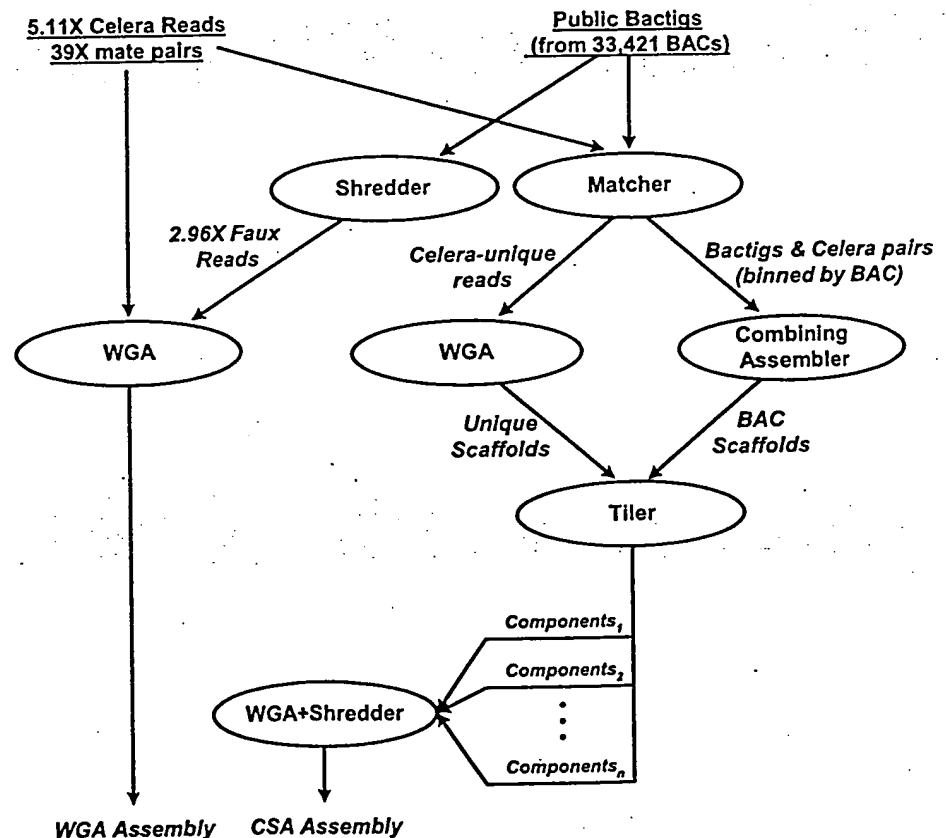 5.11X Celera Reads
39X mate pairs
Public Bactigs
(from 33,421 BACs)
Shredder
Matcher
2.96X Faux
Reads
Celera-unique
reads
Bactigs & Celera pairs
(binned by BAC)
WGA
WGA
Combining
Assembler
Unique
Scaffolds
BAC
Scaffolds
Tiler
Components1
Components2
WGA+Shredder
Componentsn
WGA Assembly
CSA Assembly